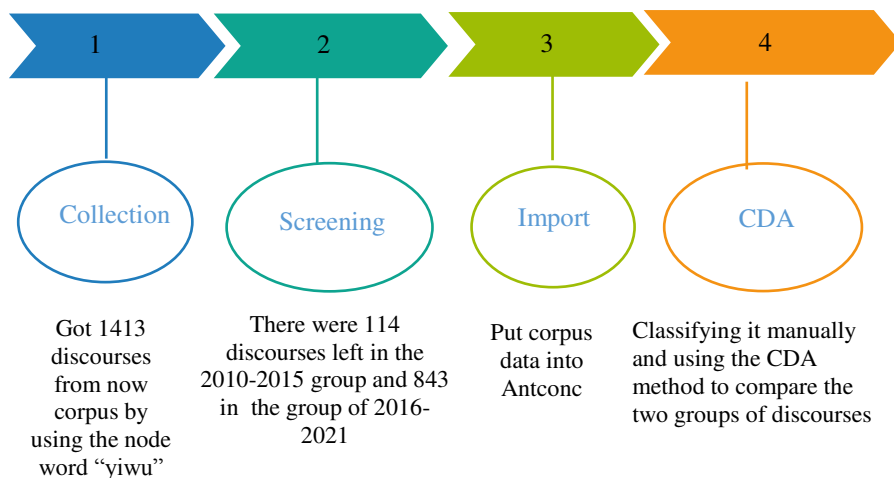 1
2
3
4
Collection
Screening
Import
CDA
Got 1413
discourses
from now
corpus by
using the node
word “yiwu”
There were 114
discourses left in the
2010-2015 group and 843
in the group of 2016-
2021
Put corpus
data into
Antconc
Classifying it manually
and using the CDA
method to compare the
two groups of discourses